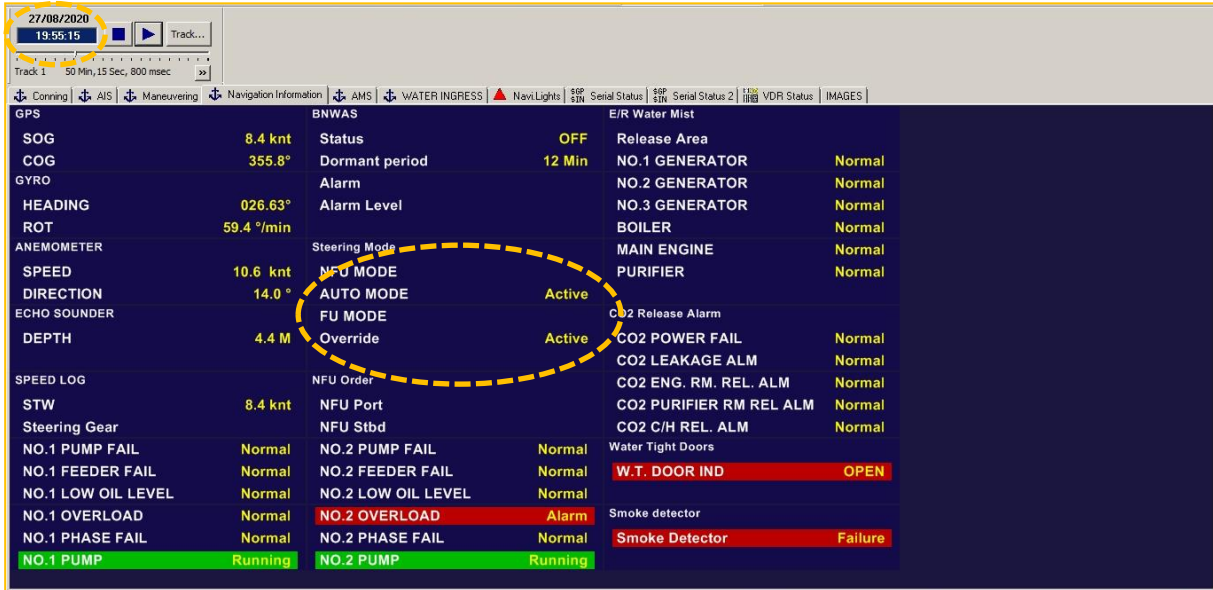 27/08/2020
19:55:15 Track...
Track 1 50 Min,15 Sec, 800 msec »
Conning AIS Maneuvering Navigation Information AMS WATER INGRESS Navi.Lights $GP $IN Serial Status $GP $IN Serial Status 2 VDR Status IMAGES
GPS
SOG 8.4 knt
COG 355.8°
GYRO
HEADING 026.63°
ROT 59.4 °/min
ANEMOMETER
SPEED 10.6 knt
DIRECTION 14.0 °
ECHO SOUNDER
DEPTH 4.4 M
SPEED LOG
STW 8.4 knt
Steering Gear
NO.1 PUMP FAIL Normal
NO.1 FEEDER FAIL Normal
NO.1 LOW OIL LEVEL Normal
NO.1 OVERLOAD Normal
NO.1 PHASE FAIL Normal
NO.1 PUMP Running
BNWAS
Status OFF
Dormant period 12 Min
Alarm
Alarm Level
Steering Mode
NFU MODE
AUTO MODE Active
FU MODE
Override Active
NFU Order
NFU Port
NFU Stbd
NO.2 PUMP FAIL Normal
NO.2 FEEDER FAIL Normal
NO.2 LOW OIL LEVEL Normal
NO.2 OVERLOAD Alarm
NO.2 PHASE FAIL Normal
NO.2 PUMP Running
E/R Water Mist
Release Area
NO.1 GENERATOR Normal
NO.2 GENERATOR Normal
NO.3 GENERATOR Normal
BOILER Normal
MAIN ENGINE Normal
PURIFIER Normal
CO2 Release Alarm
CO2 POWER FAIL Normal
CO2 LEAKAGE ALM Normal
CO2 ENG. RM. REL. ALM Normal
CO2 PURIFIER RM REL ALM Normal
CO2 C/H REL. ALM Normal
Water Tight Doors
W.T. DOOR IND OPEN
Smoke detector
Smoke Detector Failure